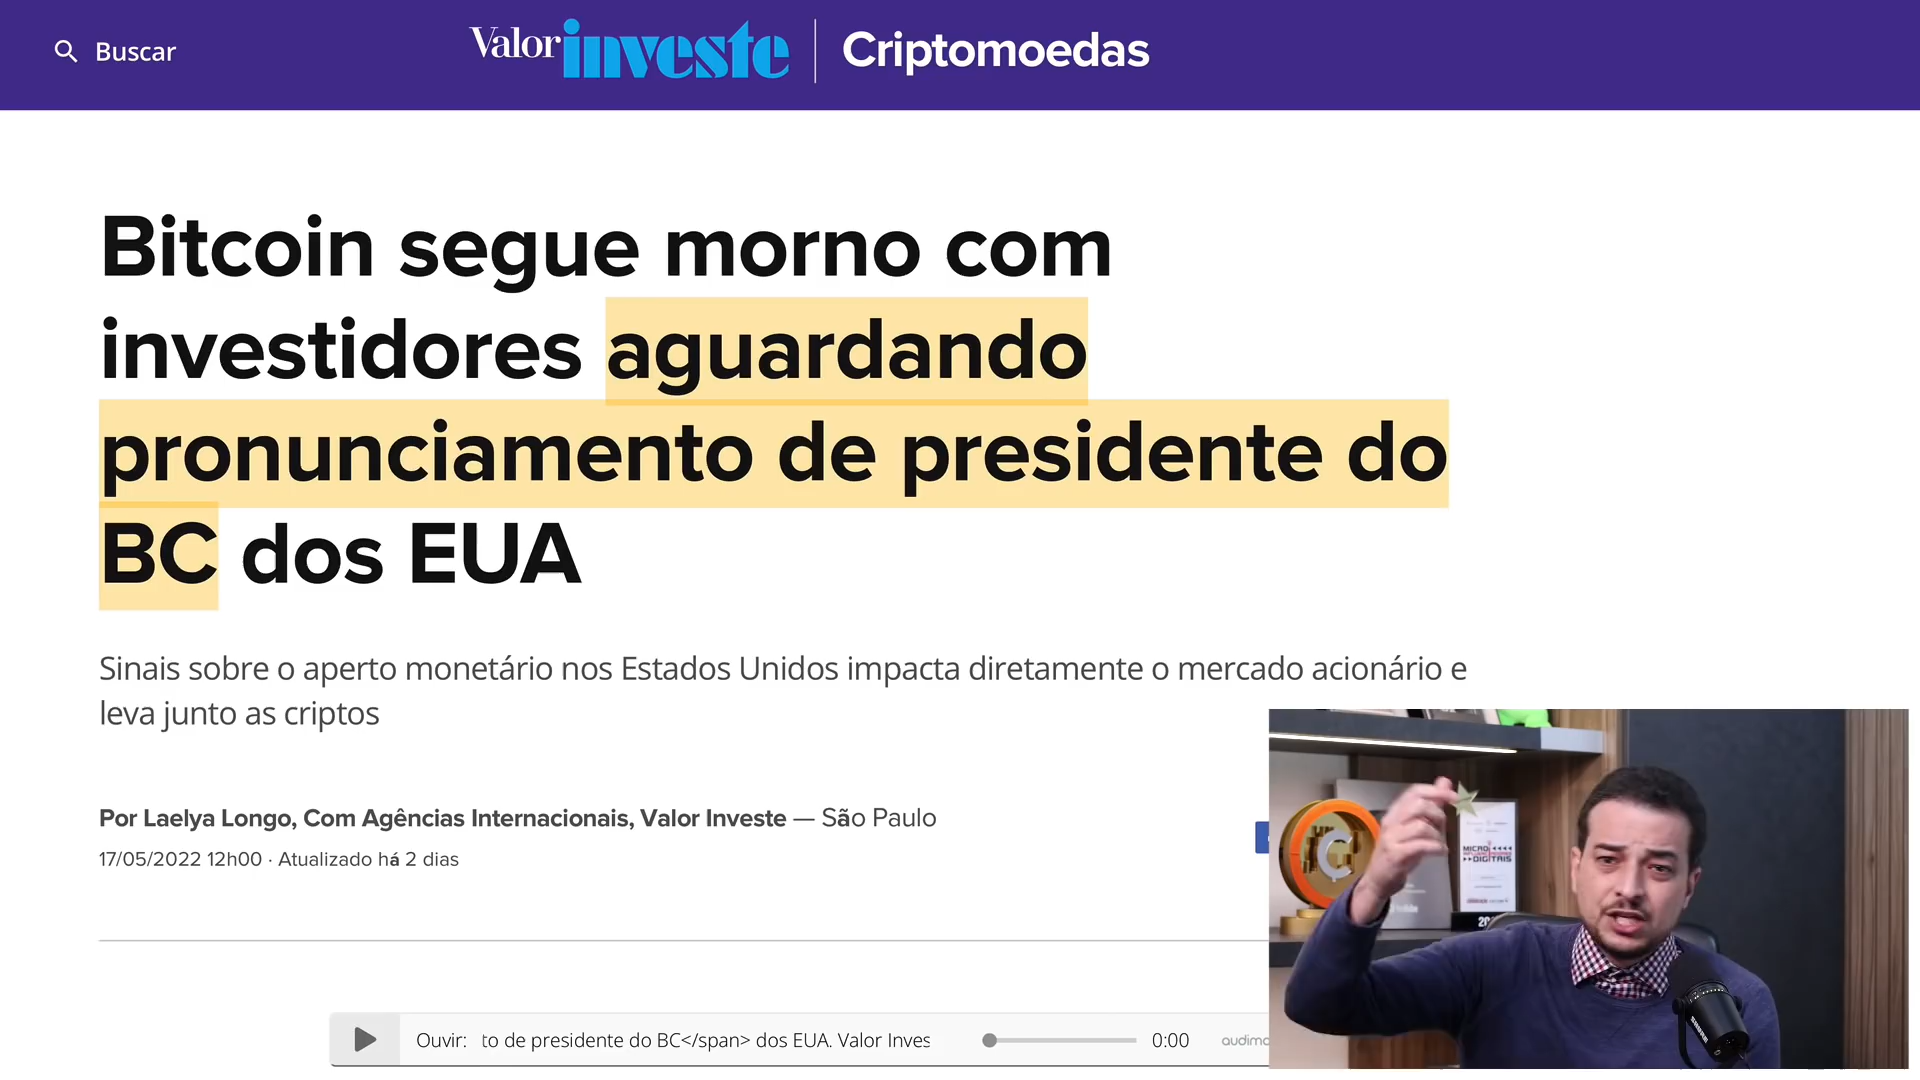 Buscar
Valor investe
Criptomoedas
Bitcoin segue morno com
investidores aguardando
pronunciamento de presidente do
BC dos EUA
Sinais sobre o aperto monetário nos Estados Unidos impacta diretamente o mercado acionário e
leva junto as criptos
Por Laelya Longo, Com Agências Internacionais, Valor Investe — São Paulo
17/05/2022 12h00 · Atualizado há 2 dias
Ouvir: to de presidente do BC</span> dos EUA. Valor Inves
0:00
MICRO
DIGITAIS